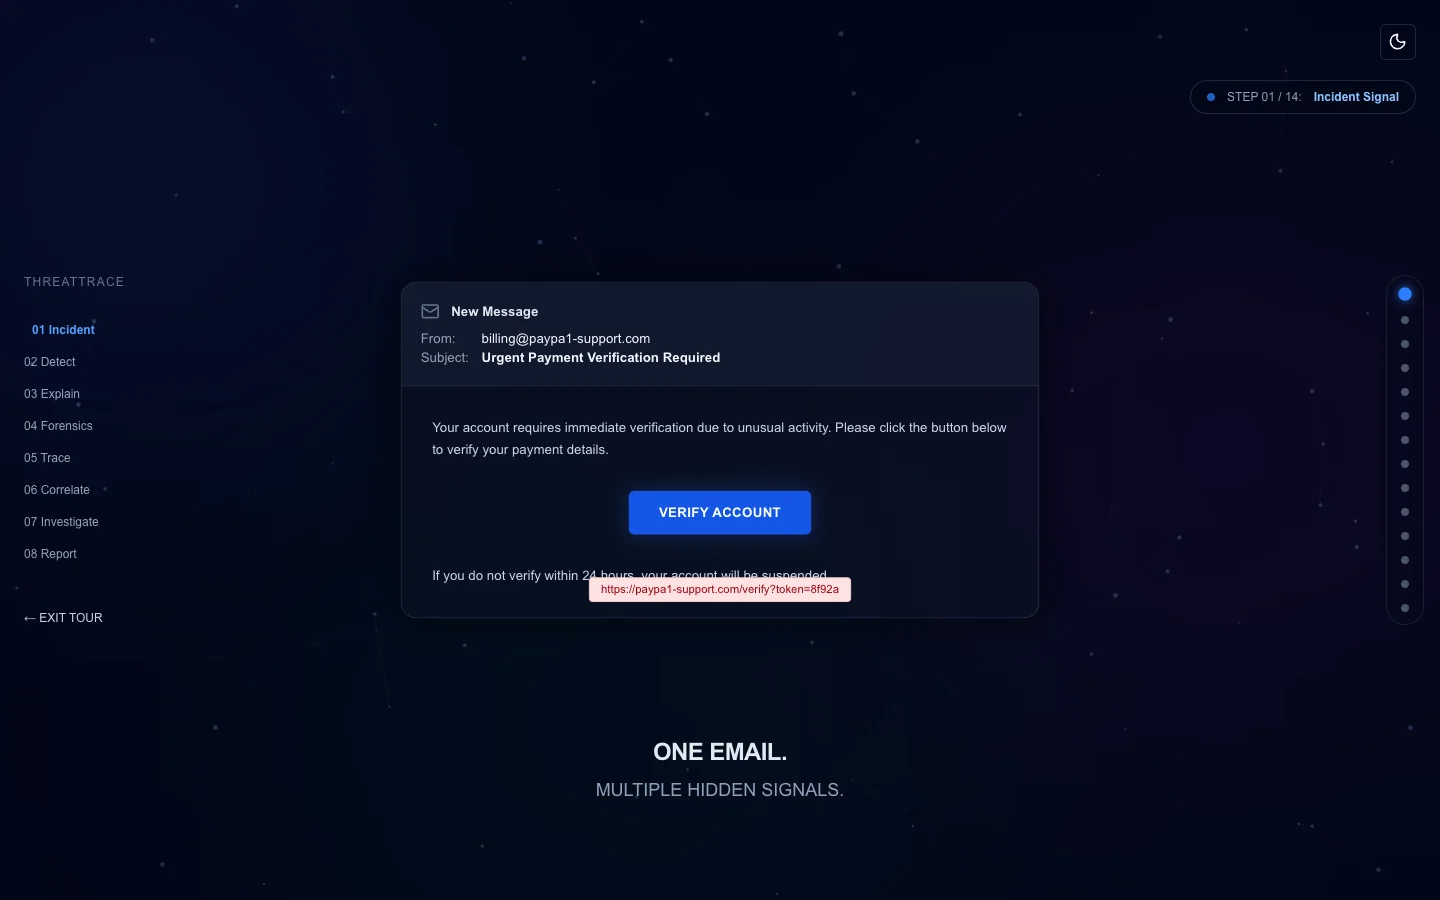 STEP 01 / 14: Incident Signal
THREATTRACE
01 Incident
02 Detect
03 Explain
04 Forensics
05 Trace
06 Correlate
07 Investigate
08 Report
← EXIT TOUR
New Message
From: billing@paypa1-support.com
Subject: Urgent Payment Verification Required
Your account requires immediate verification due to unusual activity. Please click the button below
to verify your payment details.
VERIFY ACCOUNT
If you do not verify within 24 hours, your account will be suspended.
https://paypa1-support.com/verify?token=8f92a
ONE EMAIL.
MULTIPLE HIDDEN SIGNALS.